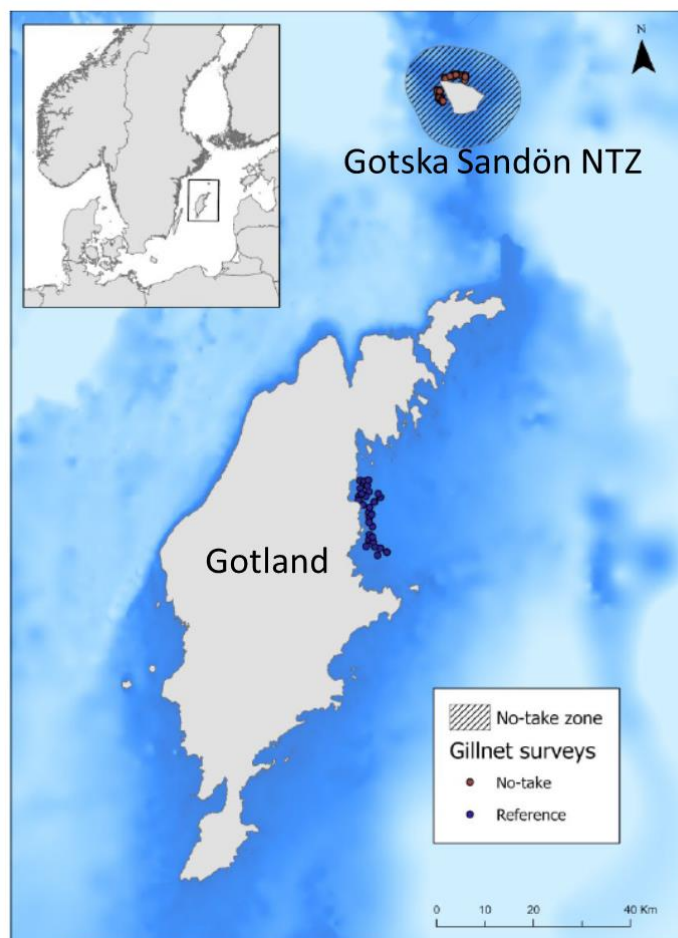 N
Gotska Sandön NTZ
Gotland
No-take zone
Gillnet surveys
No-take
Reference
0 10 20 40 Km